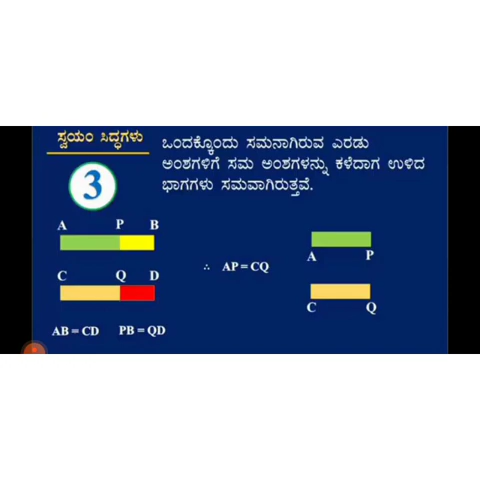 ಸ್ವಯಂ ಸಿದ್ಧಗಳು
3
ಒಂದಕ್ಕೊಂದು ಸಮನಾಗಿರುವ ಎರಡು
ಅಂಶಗಳಿಗೆ ಸಮ ಅಂಶಗಳನ್ನು ಕಳೆದಾಗ ಉಳಿದ
ಭಾಗಗಳು ಸಮವಾಗಿರುತ್ತವೆ.
A P B
C Q D
AB = CD PB = QD
∴ AP = CQ
A P
C Q